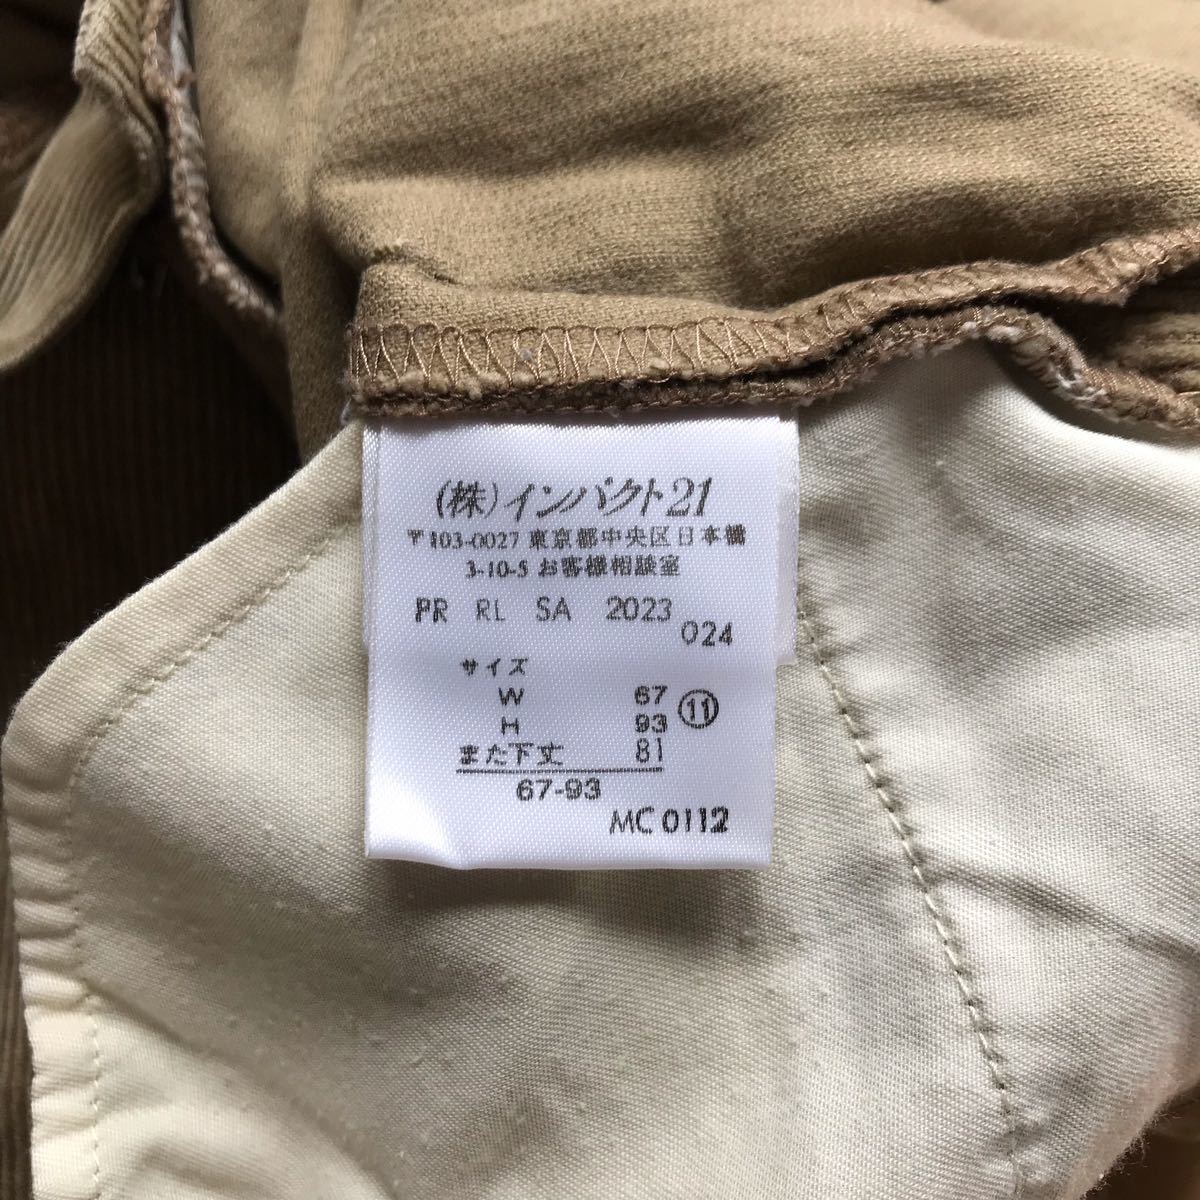 (株)インパクト21
〒103-0027 東京都中央区日本橋
3-10-5 お客様相談室
PR RL SA 2023
024
サイズ
W 67
H 93
⑪
また下丈 81
67-93
MC 0112